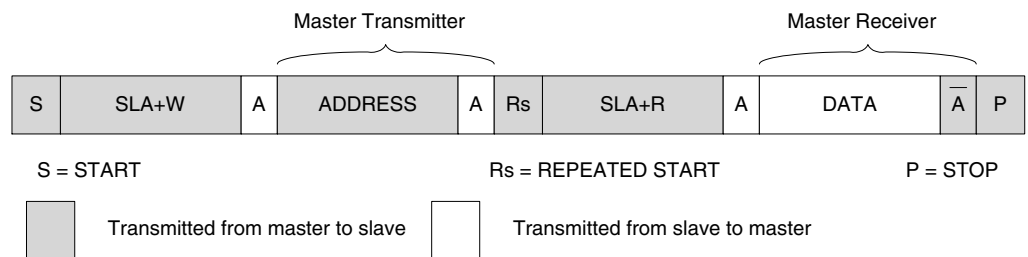 Master Transmitter Master Receiver
S SLA+W A ADDRESS A Rs SLA+R A DATA A̅ P
S = START Rs = REPEATED START P = STOP
Transmitted from master to slave Transmitted from slave to master